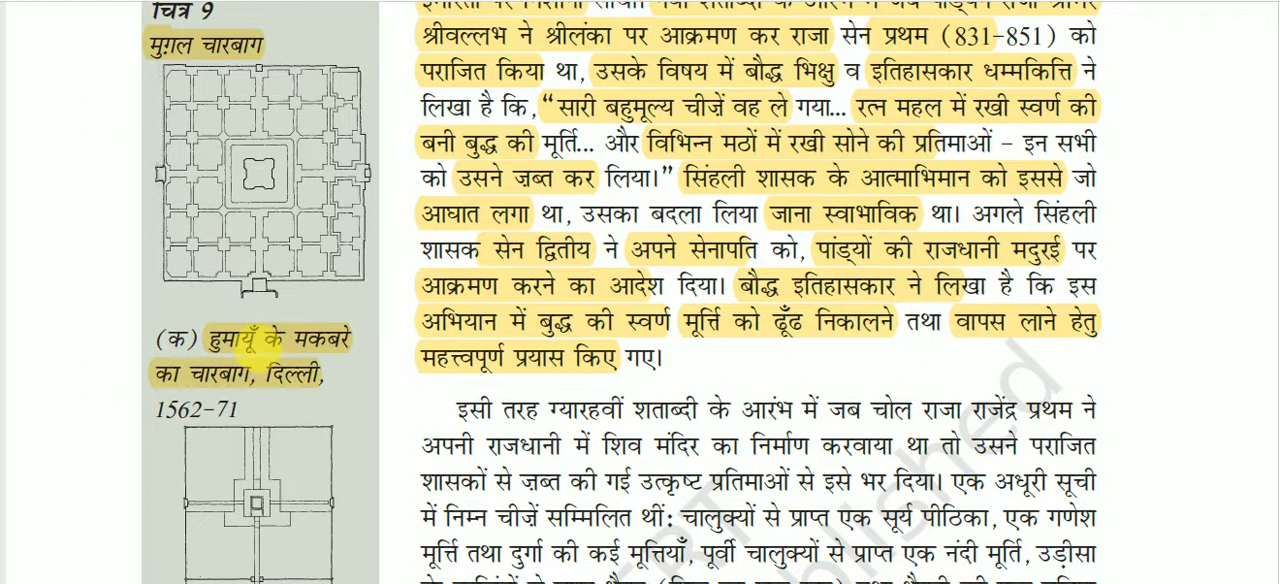 चित्र 9
मुग़ल चारबाग
(क) हुमायूँ के मकबरे
का चारबाग, दिल्ली,
1562-71
श्रीवल्लभ ने श्रीलंका पर आक्रमण कर राजा सेन प्रथम (831-851) को
पराजित किया था, उसके विषय में बौद्ध भिक्षु व इतिहासकार धम्मकित्ति ने
लिखा है कि, “सारी बहुमूल्य चीज़ें वह ले गया... रत्न महल में रखी स्वर्ण की
बनी बुद्ध की मूर्ति... और विभिन्न मठों में रखी सोने की प्रतिमाओं – इन सभी
को उसने ज़ब्त कर लिया।” सिंहली शासक के आत्माभिमान को इससे जो
आघात लगा था, उसका बदला लिया जाना स्वाभाविक था। अगले सिंहली
शासक सेन द्वितीय ने अपने सेनापति को, पांड्यों की राजधानी मदुरई पर
आक्रमण करने का आदेश दिया। बौद्ध इतिहासकार ने लिखा है कि इस
अभियान में बुद्ध की स्वर्ण मूर्त्ति को ढूँढ निकालने तथा वापस लाने हेतु
महत्त्वपूर्ण प्रयास किए गए।
इसी तरह ग्यारहवीं शताब्दी के आरंभ में जब चोल राजा राजेंद्र प्रथम ने
अपनी राजधानी में शिव मंदिर का निर्माण करवाया था तो उसने पराजित
शासकों से ज़ब्त की गई उत्कृष्ट प्रतिमाओं से इसे भर दिया। एक अधूरी सूची
में निम्न चीज़ें सम्मिलित थीं: चालुक्यों से प्राप्त एक सूर्य पीठिका, एक गणेश
मूर्त्ति तथा दुर्गा की कई मूत्तियाँ, पूर्वी चालुक्यों से प्राप्त एक नंदी मूर्ति, उड़ीसा